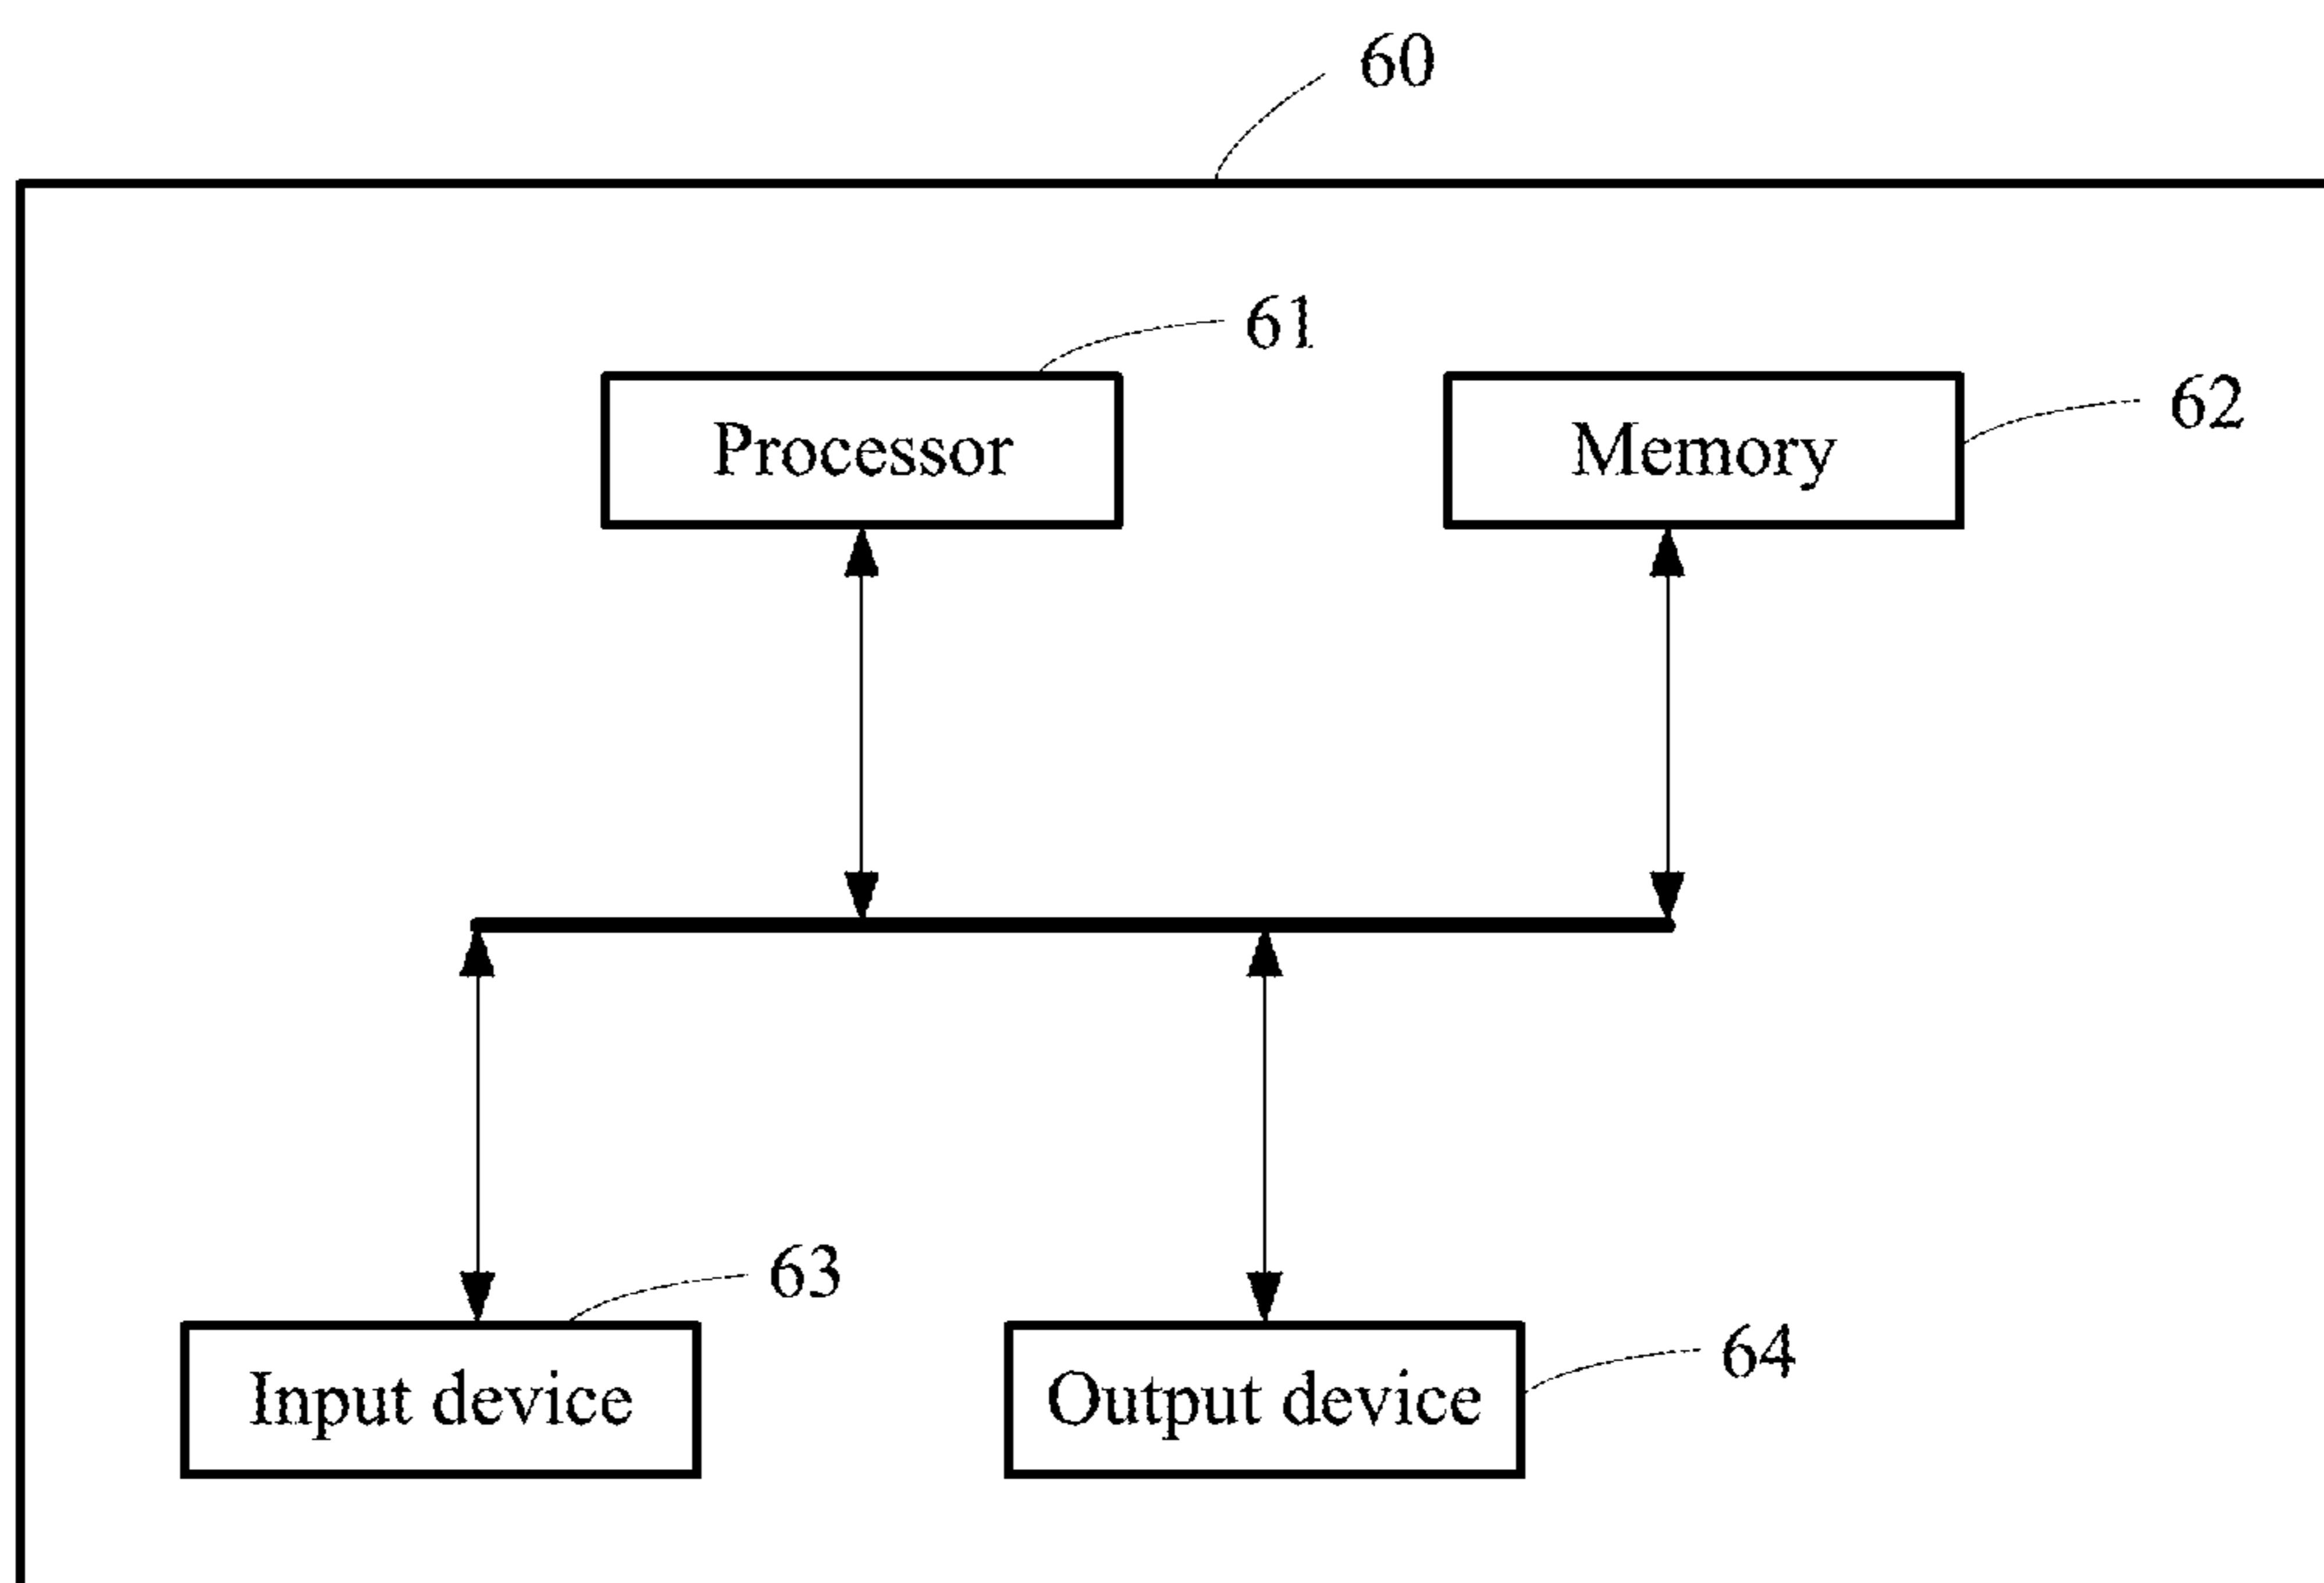 60
61
Processor
Memory
62
63
Input device
Output device
64